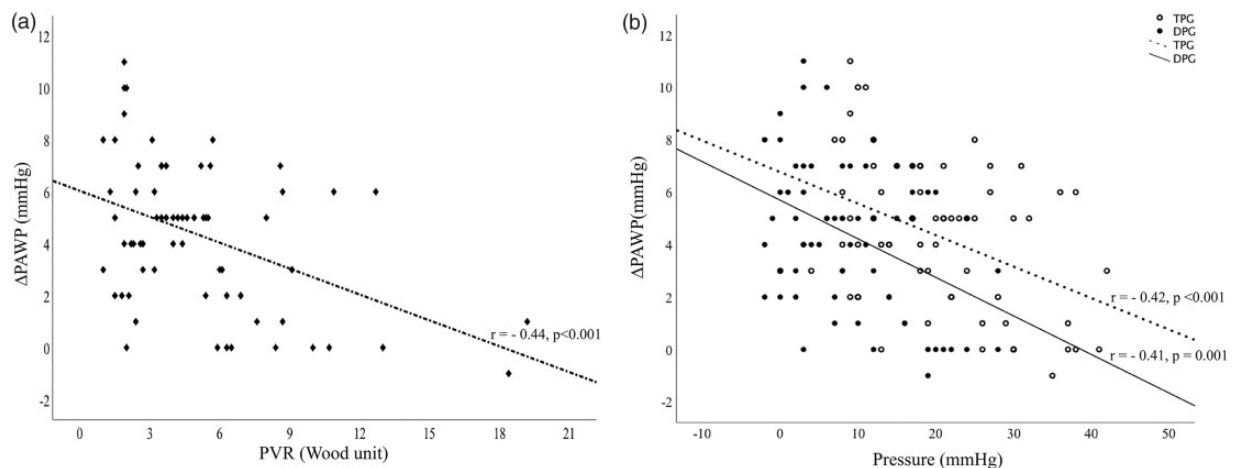 (a)
12
10
8
6
4
2
0
-2
ΔPAWP (mmHg)
0 3 6 9 12 15 18 21
PVR (Wood unit)
r = - 0.44, p<0.001
(b)
TPG
DPG
TPG
DPG
12
10
8
6
4
2
0
-2
ΔPAWP(mmHg)
r = - 0.42, p <0.001
r = - 0.41, p = 0.001
-10 0 10 20 30 40 50
Pressure (mmHg)